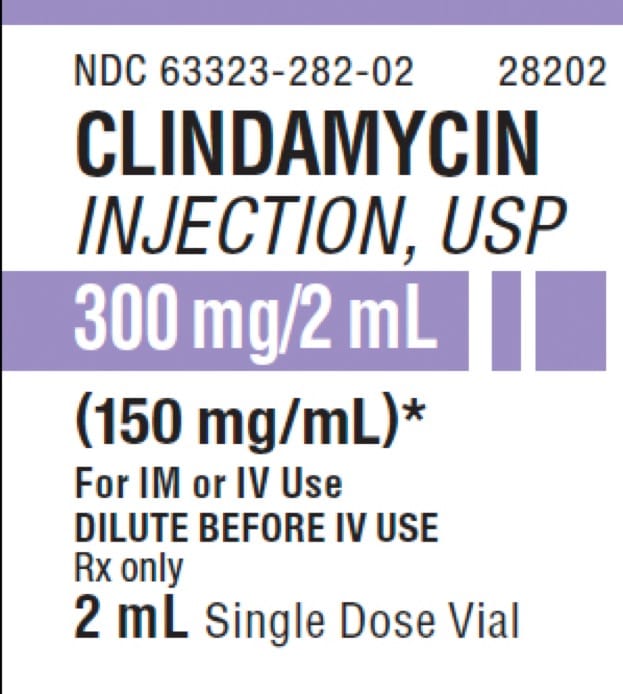 NDC 63323-282-02 28202
CLINDAMYCIN
INJECTION, USP
300 mg/2 mL
(150 mg/mL)*
For IM or IV Use
DILUTE BEFORE IV USE
Rx only
2 mL Single Dose Vial